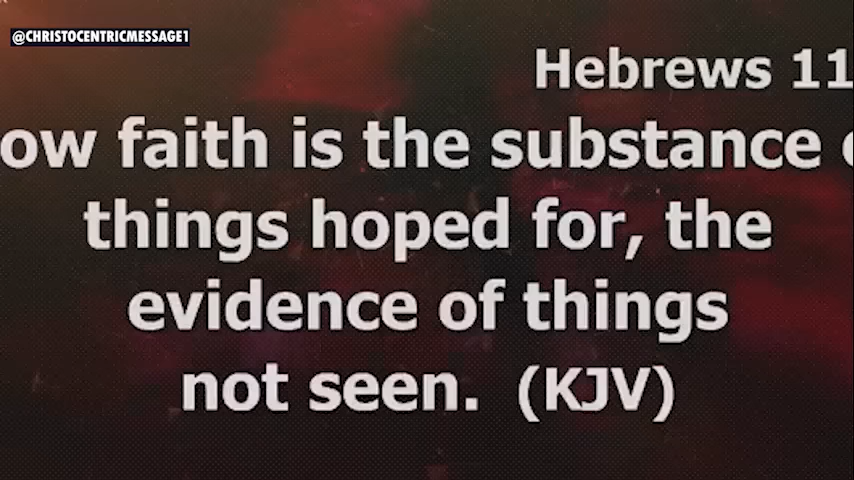 @CHRISTOCENTRICMESSAGE1
Hebrews 11
ow faith is the substance
things hoped for, the
evidence of things
not seen. (KJV)